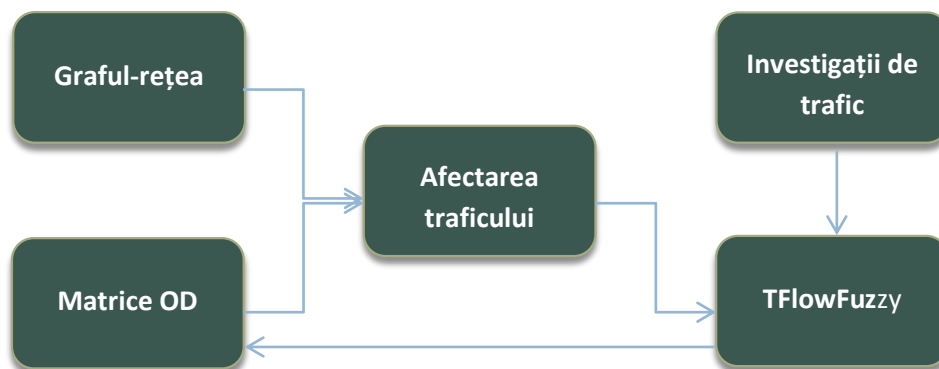 Graful-rețea
Investigații de
trafic
Afectarea
traficului
Matrice OD
TFlowFuzzy